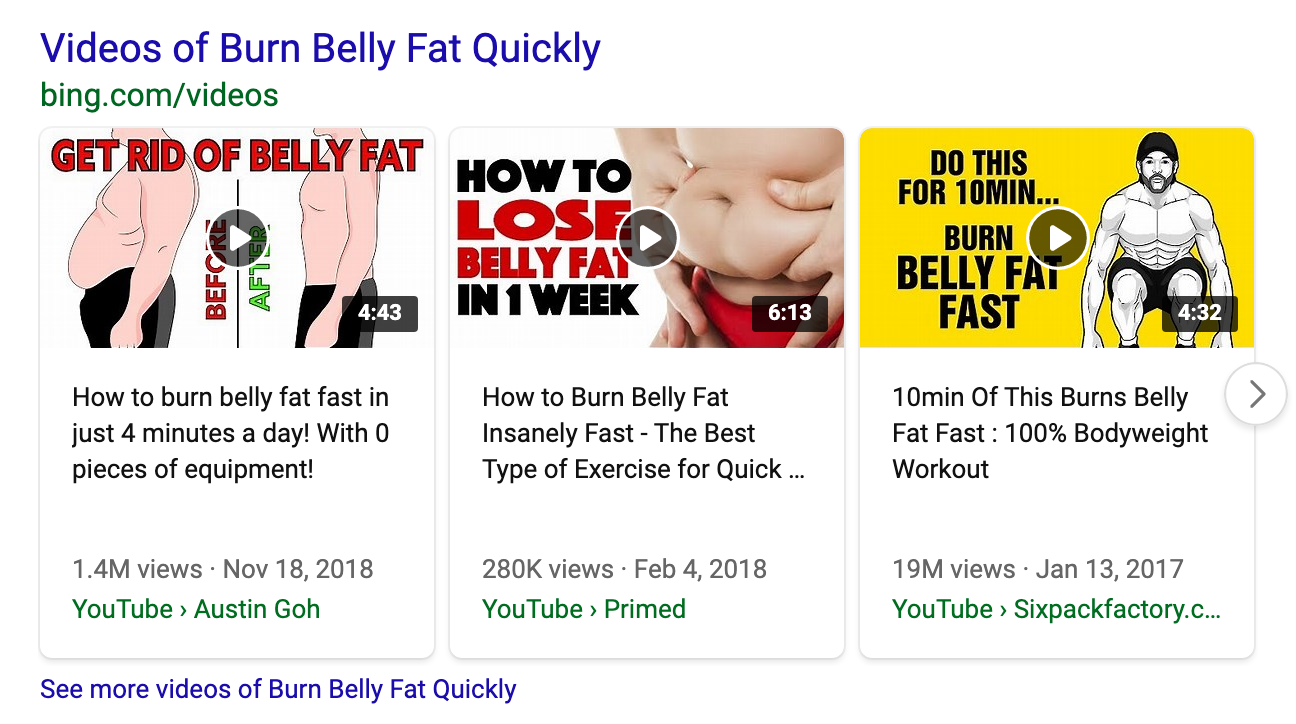 Videos of Burn Belly Fat Quickly
bing.com/videos
GET RID OF BELLY FAT
BEFORE
AFTER
4:43
HOW TO
LOSE
BELLY FAT
IN 1 WEEK
6:13
DO THIS
FOR 10MIN...
BURN
BELLY FAT
FAST
4:32
How to burn belly fat fast in
just 4 minutes a day! With 0
pieces of equipment!
1.4M views · Nov 18, 2018
YouTube › Austin Goh
How to Burn Belly Fat
Insanely Fast - The Best
Type of Exercise for Quick ...
280K views · Feb 4, 2018
YouTube › Primed
10min Of This Burns Belly
Fat Fast : 100% Bodyweight
Workout
19M views · Jan 13, 2017
YouTube › Sixpackfactory.c...
See more videos of Burn Belly Fat Quickly